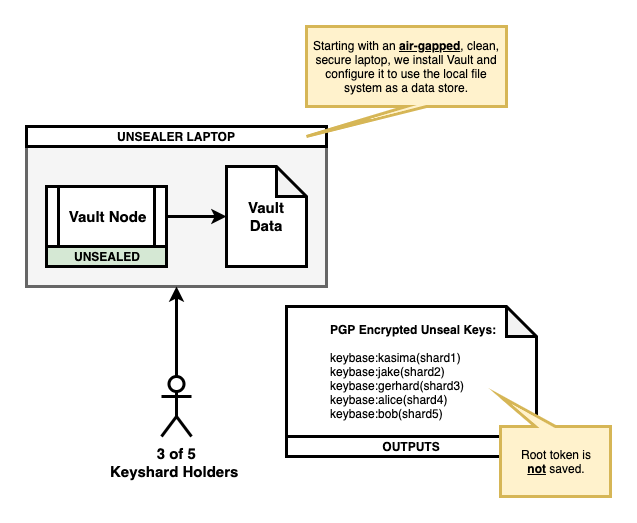 Starting with an air-gapped, clean,
secure laptop, we install Vault and
configure it to use the local file
system as a data store.
UNSEALER LAPTOP
Vault Node
UNSEALED
Vault
Data
3 of 5
Keyshard Holders
PGP Encrypted Unseal Keys:
keybase:kasima(shard1)
keybase:jake(shard2)
keybase:gerhard(shard3)
keybase:alice(shard4)
keybase:bob(shard5)
OUTPUTS
Root token is
not saved.